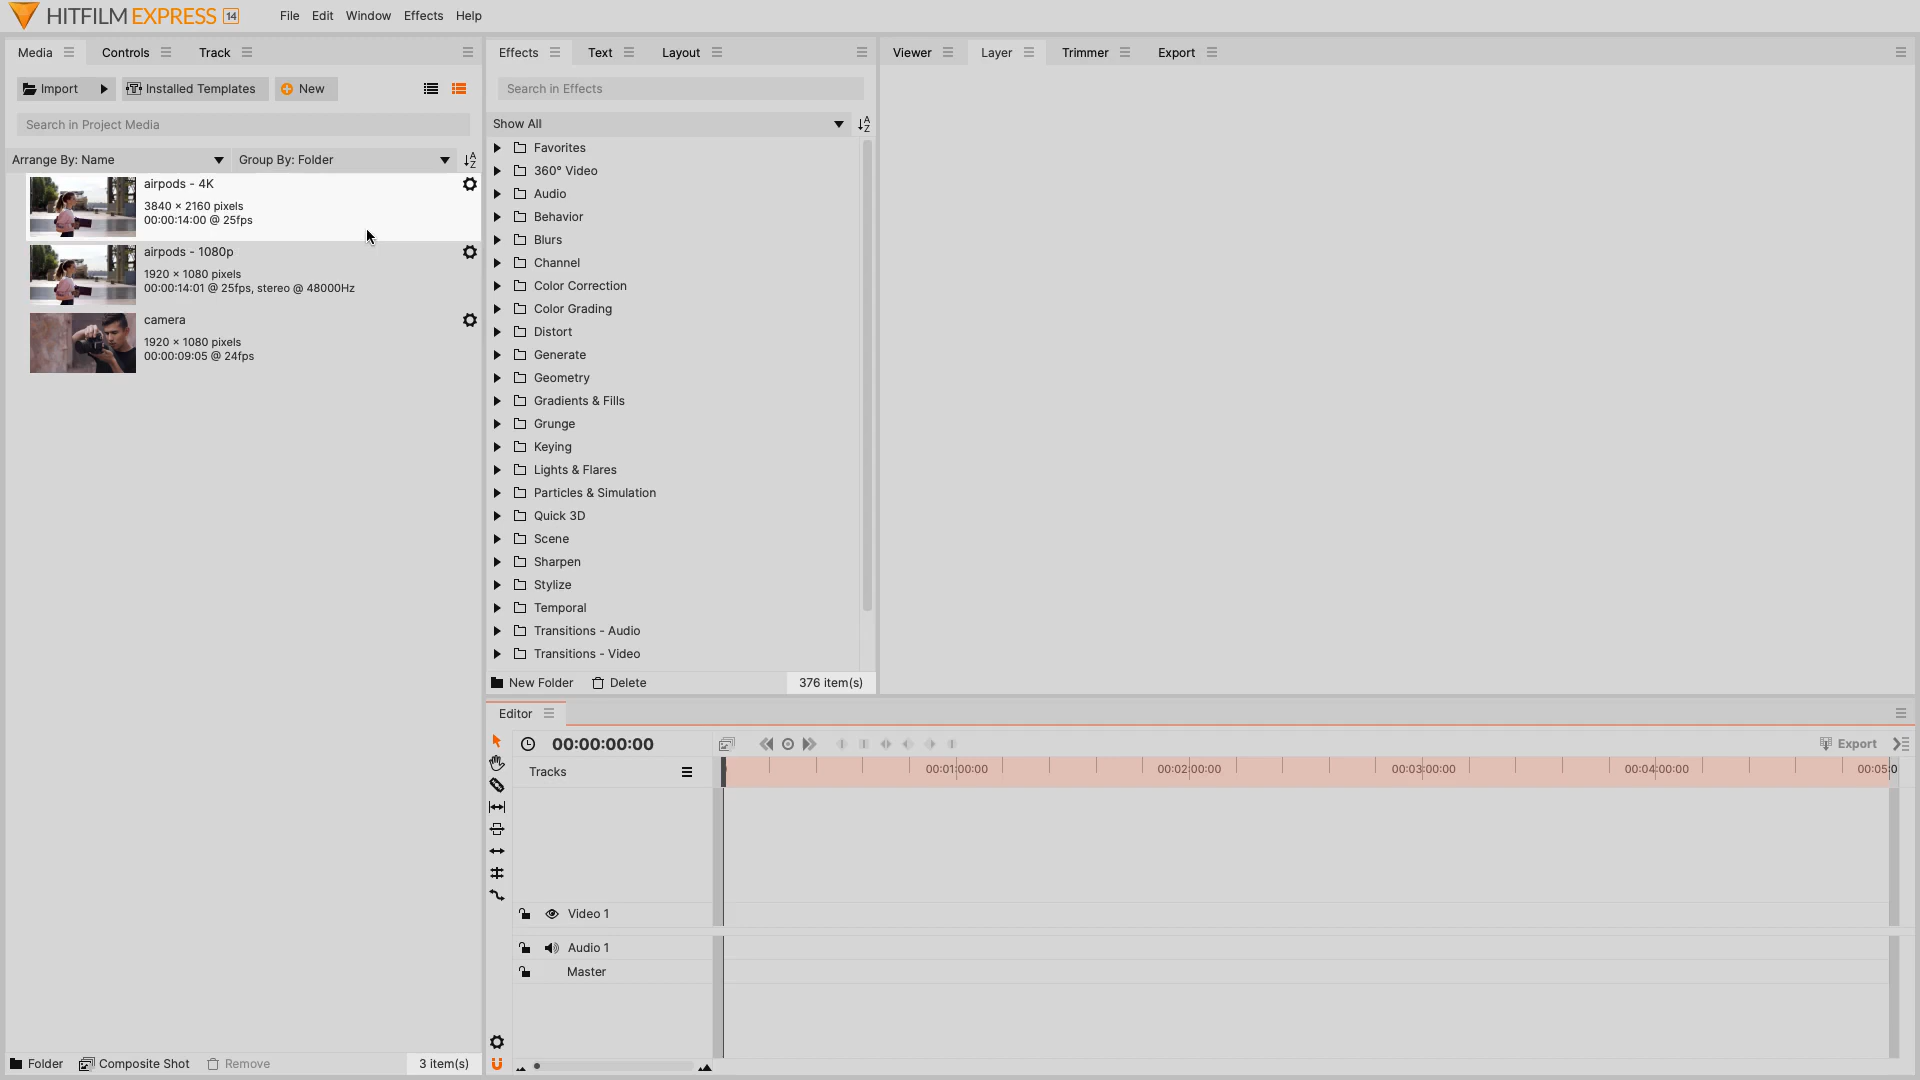 HITFILM EXPRESS 14
File Edit Window Effects Help
Media Controls Track
Import Installed Templates New
Search in Project Media
Arrange By: Name Group By: Folder
airpods - 4K
3840 × 2160 pixels
00:00:14:00 @ 25fps
airpods - 1080p
1920 × 1080 pixels
00:00:14:01 @ 25fps, stereo @ 48000Hz
camera
1920 × 1080 pixels
00:00:09:05 @ 24fps
Folder Composite Shot Remove 3 item(s)
Effects Text Layout
Search in Effects
Show All
Favorites
360° Video
Audio
Behavior
Blurs
Channel
Color Correction
Color Grading
Distort
Generate
Geometry
Gradients & Fills
Grunge
Keying
Lights & Flares
Particles & Simulation
Quick 3D
Scene
Sharpen
Stylize
Temporal
Transitions - Audio
Transitions - Video
New Folder Delete 376 item(s)
Viewer Layer Trimmer Export
Editor
00:00:00:00 Export
Tracks 00:01:00:00 00:02:00:00 00:03:00:00 00:04:00:00 00:05:0
Video 1
Audio 1
Master